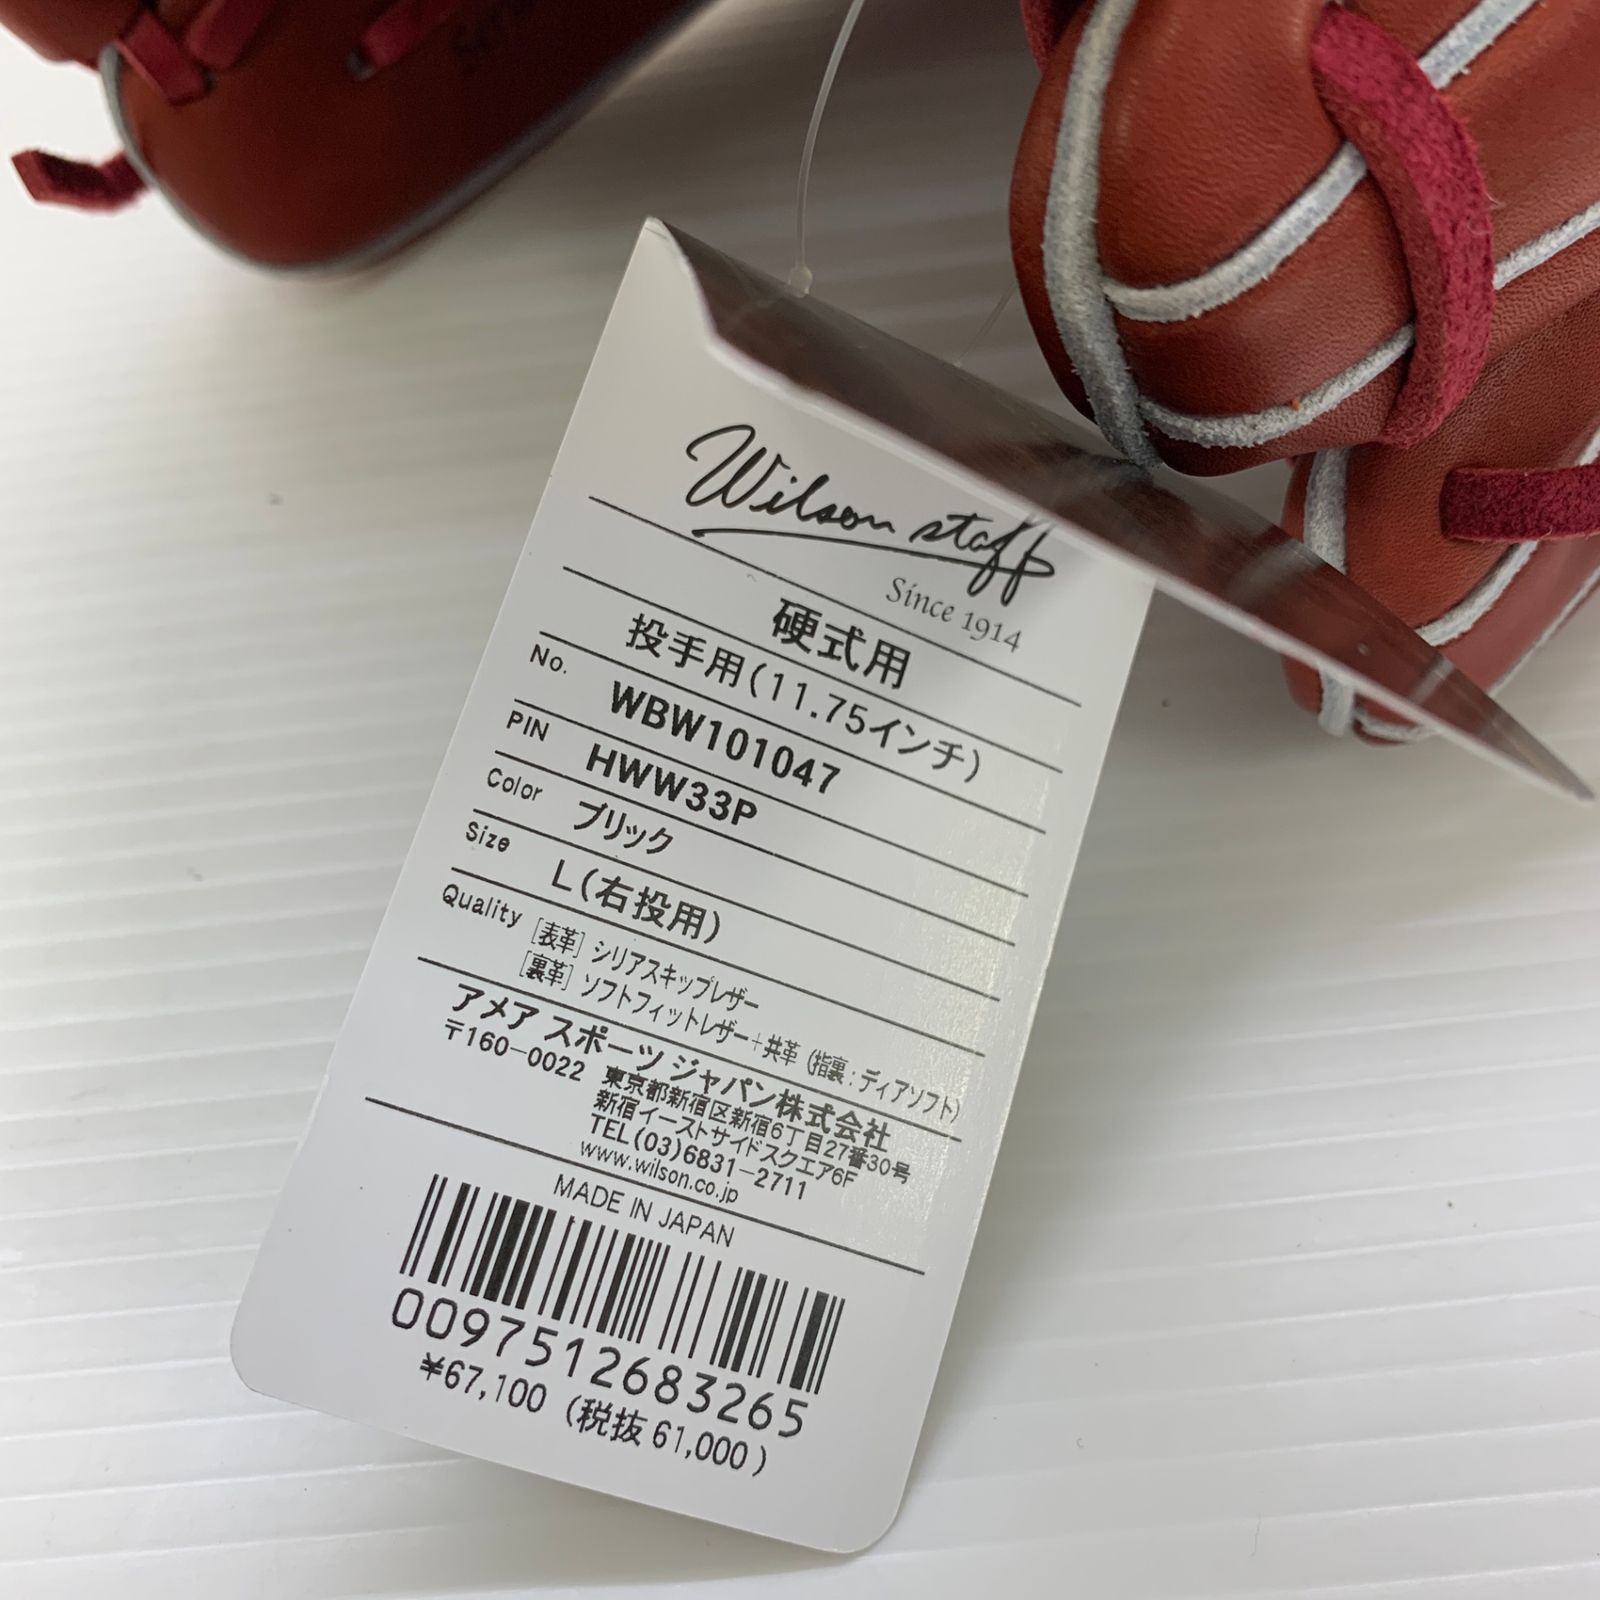 Wilson staff
Since 1914
硬式用
投手用(11.75インチ)
No. WBW101047
PIN HWW33P
Color ブリック
Size L(右投用)
Quality [表革] シリアスキップレザー
[裏革] ソフトフィットレザー+共革 (指裏:ディアソフト)
アメア スポーツ ジャパン株式会社
〒160-0022 東京都新宿区新宿6丁目27番30号
新宿イーストサイドスクエア6F
TEL(03)6831-2711
www.wilson.co.jp
MADE IN JAPAN
0097512683265
¥67,100 (税抜 61,000)